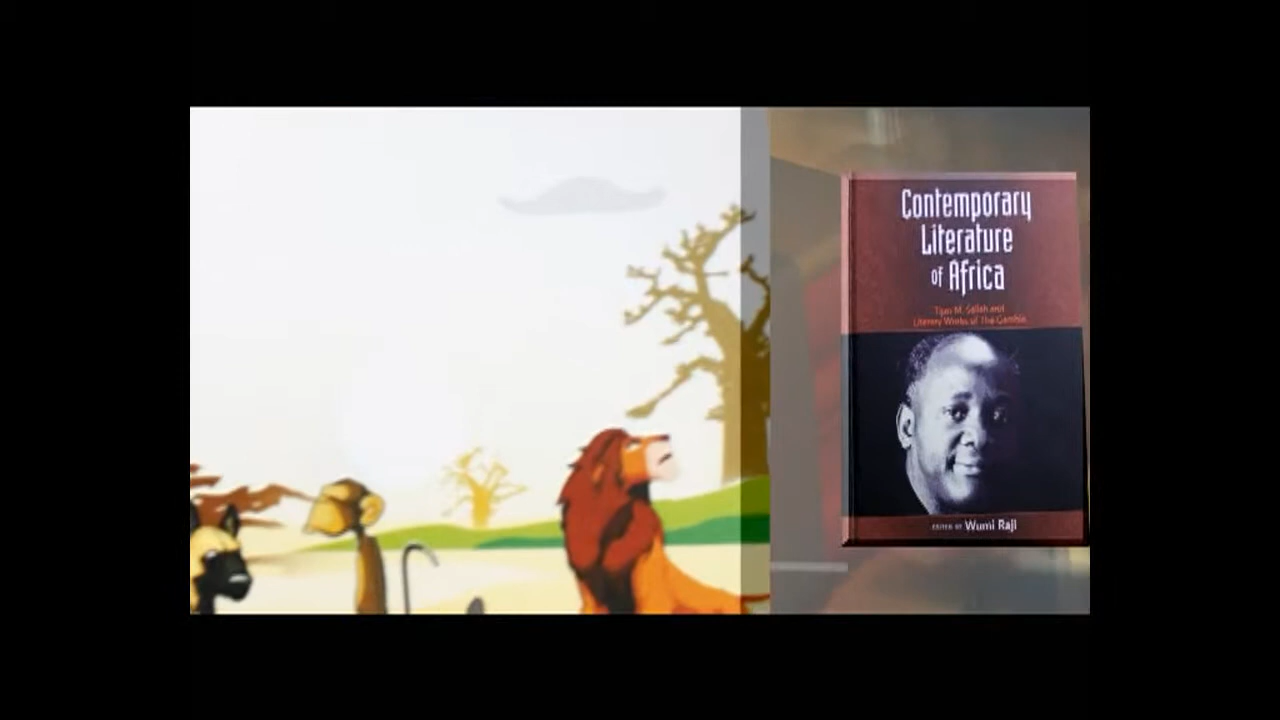 Contemporary
Literature
of Africa
Tijan M. Sallah and
Literary Works of The Gambia
EDITED BY Wumi Raji